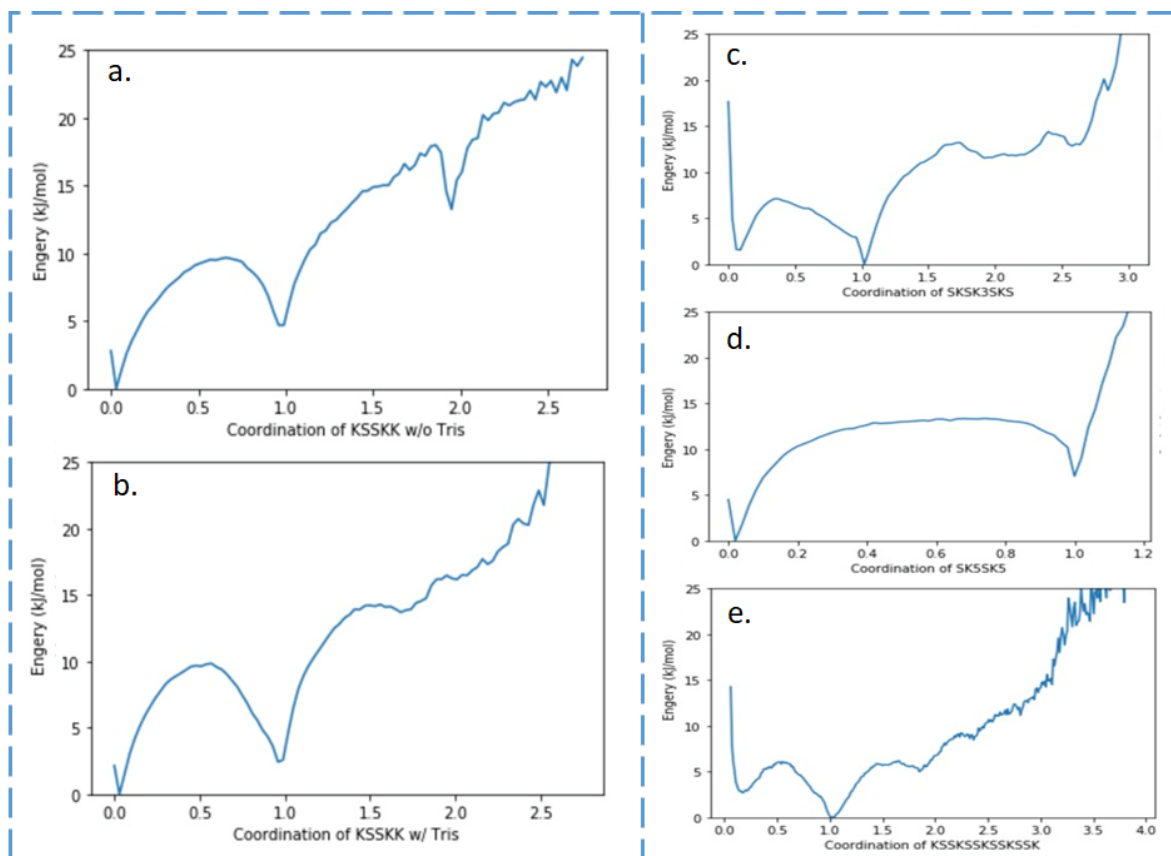 a.
25
20
15
10
5
0
Engery (kJ/mol)
0.0 0.5 1.0 1.5 2.0 2.5
Coordination of KSSKK w/o Tris
b.
25
20
15
10
5
0
Engery (kJ/mol)
0.0 0.5 1.0 1.5 2.0 2.5
Coordination of KSSKK w/ Tris
c.
25
20
15
10
5
0
Engery (kJ/mol)
0.0 0.5 1.0 1.5 2.0 2.5 3.0
Coordination of SKSK3SKS
d.
25
20
15
10
5
0
Engery (kJ/mol)
0.0 0.2 0.4 0.6 0.8 1.0 1.2
Coordination of SK5SK5
e.
25
20
15
10
5
0
Engery (kJ/mol)
0.0 0.5 1.0 1.5 2.0 2.5 3.0 3.5 4.0
Coordination of KSSKSSKSSKSSK